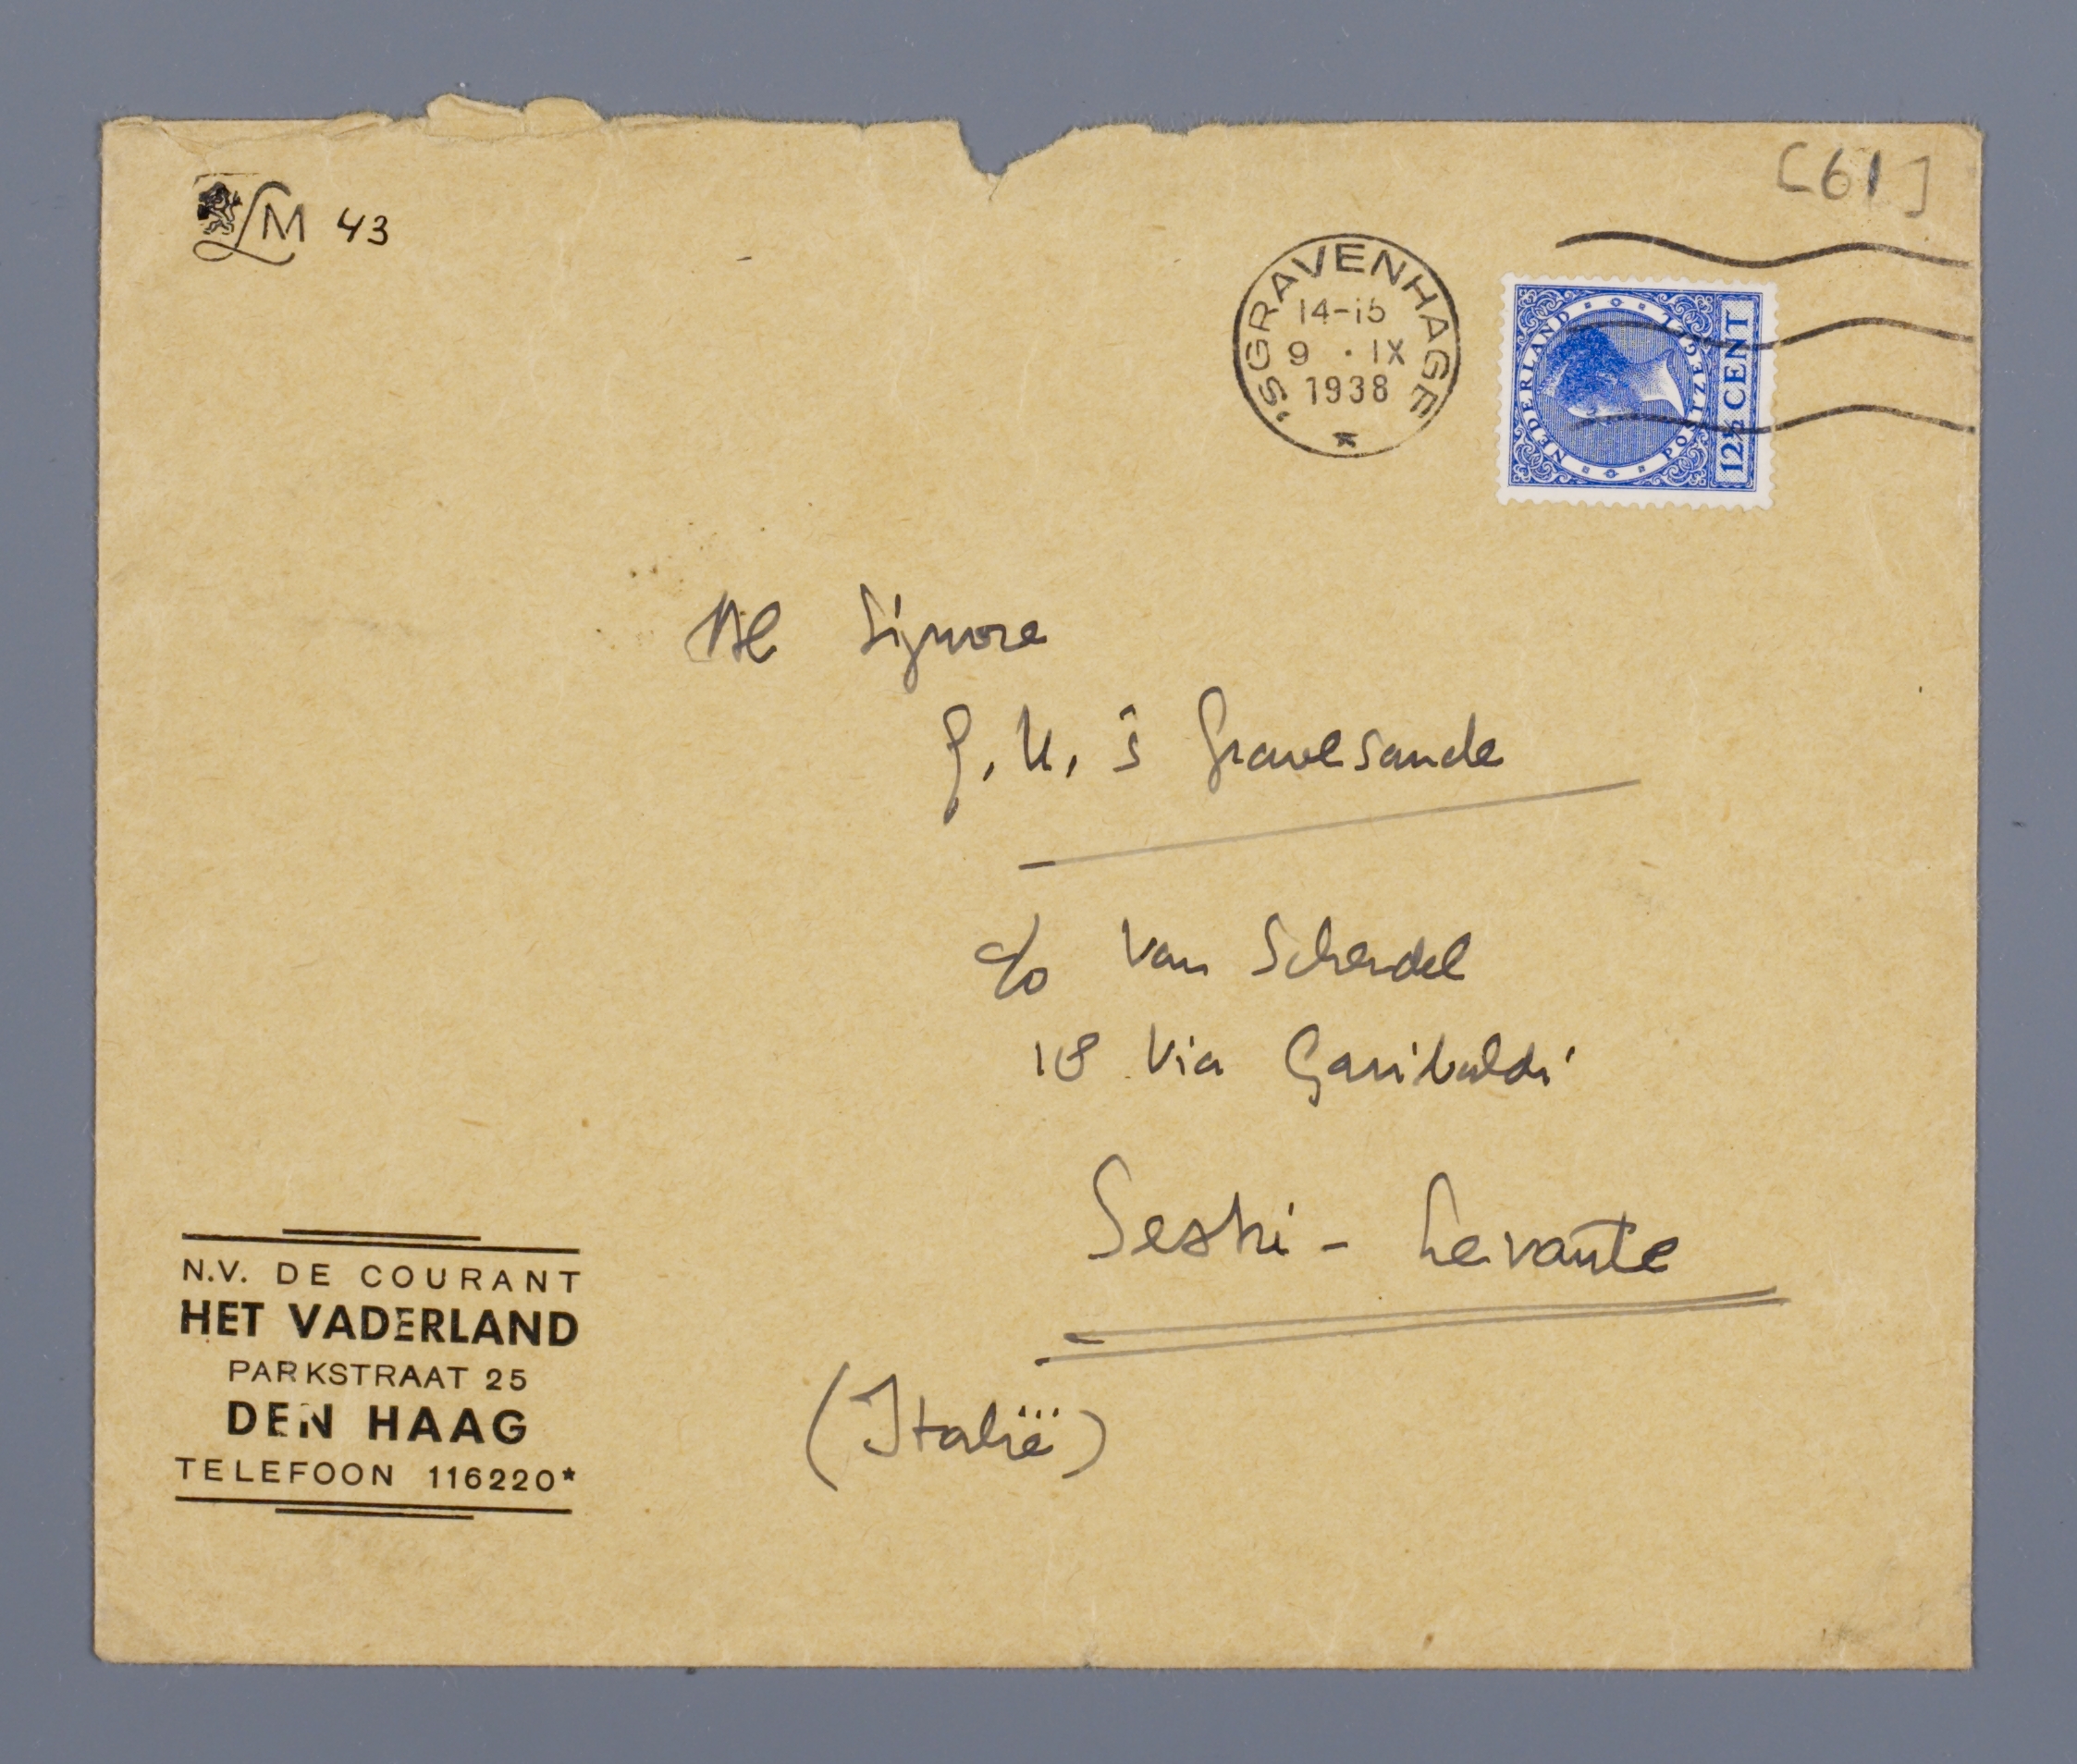 LM 43
[61]
'SGRAVENHAGE
14-15
9 · IX
1938
NEDERLAND POSTZEGEL
12½ CENT
Al Signore
G. H. 's Gravesande
c/o Van Schendel
18 Via Garibaldi
Sestri - Levante
(Italië)
N.V. DE COURANT
HET VADERLAND
PARKSTRAAT 25
DEN HAAG
TELEFOON 116220*